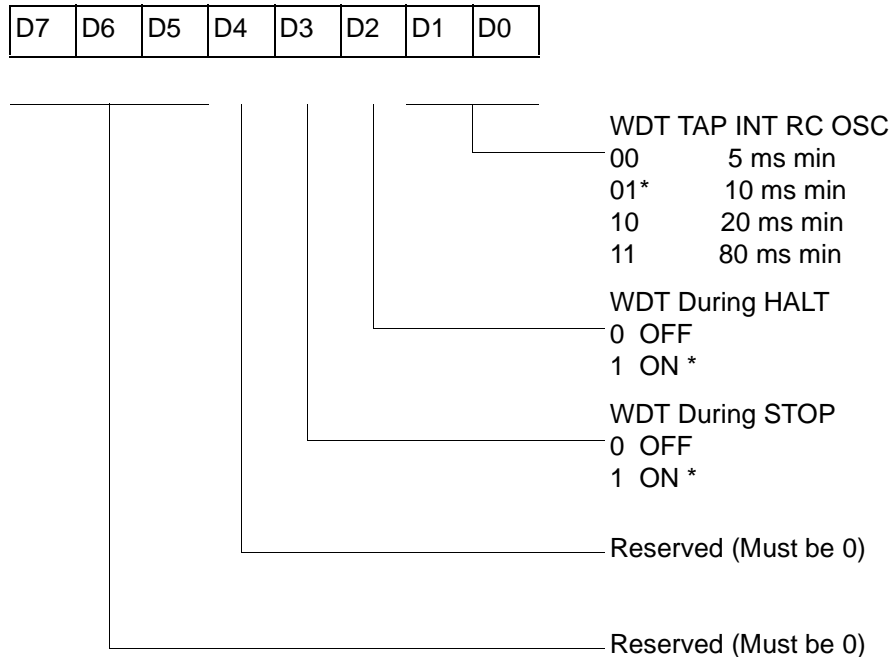 D7 D6 D5 D4 D3 D2 D1 D0
WDT TAP INT RC OSC
00 5 ms min
01* 10 ms min
10 20 ms min
11 80 ms min
WDT During HALT
0 OFF
1 ON *
WDT During STOP
0 OFF
1 ON *
Reserved (Must be 0)
Reserved (Must be 0)